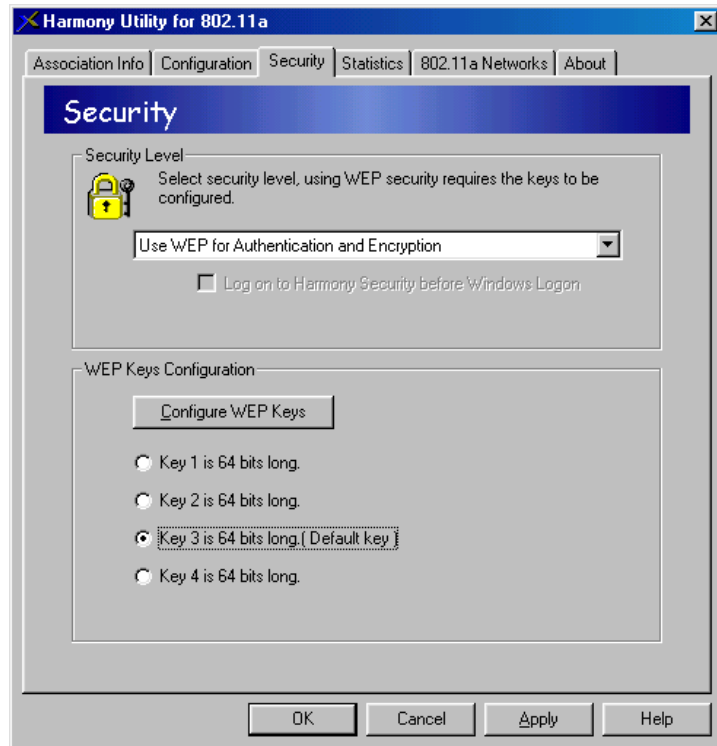 Harmony Utility for 802.11a
Association Info Configuration Security Statistics 802.11a Networks About
Security
Security Level
Select security level, using WEP security requires the keys to be
configured.
Use WEP for Authentication and Encryption
Log on to Harmony Security before Windows Logon
WEP Keys Configuration
Configure WEP Keys
Key 1 is 64 bits long.
Key 2 is 64 bits long.
Key 3 is 64 bits long.( Default key )
Key 4 is 64 bits long.
OK Cancel Apply Help